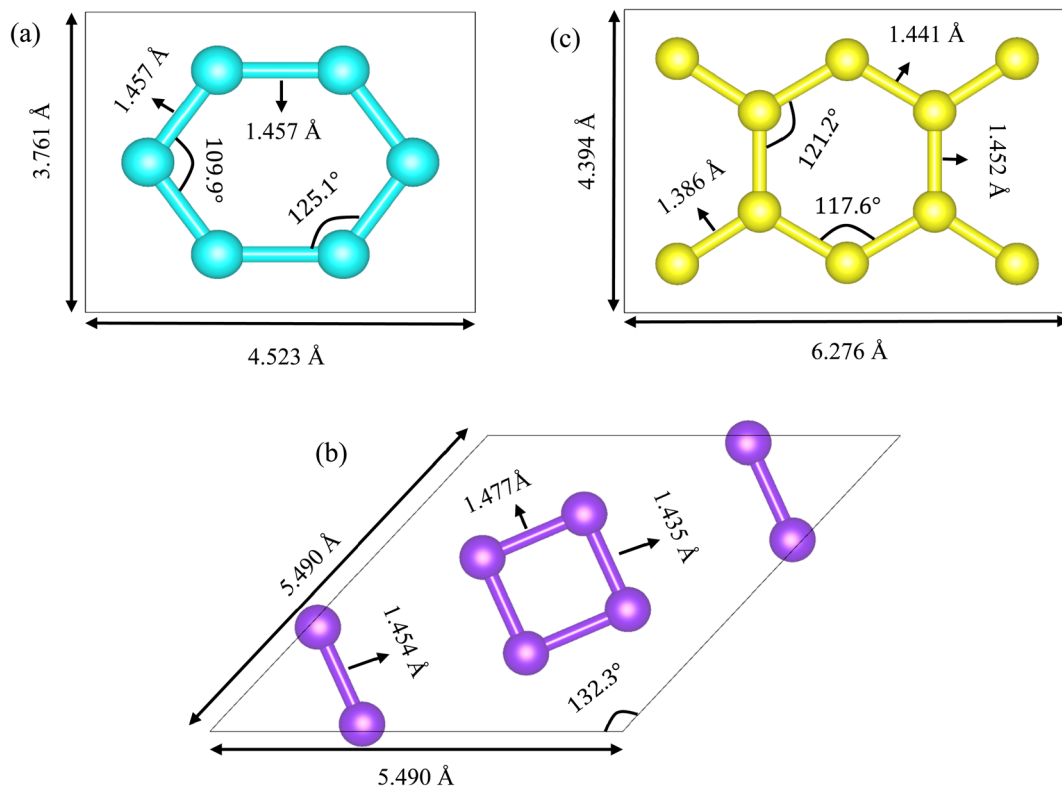 (a)
3.761 Å
1.457 Å
1.457 Å
109.9°
125.1°
4.523 Å
(c)
4.394 Å
1.441 Å
121.2°
1.452 Å
1.386 Å
117.6°
6.276 Å
(b)
5.490 Å
1.477Å
1.435 Å
1.454 Å
132.3°
5.490 Å